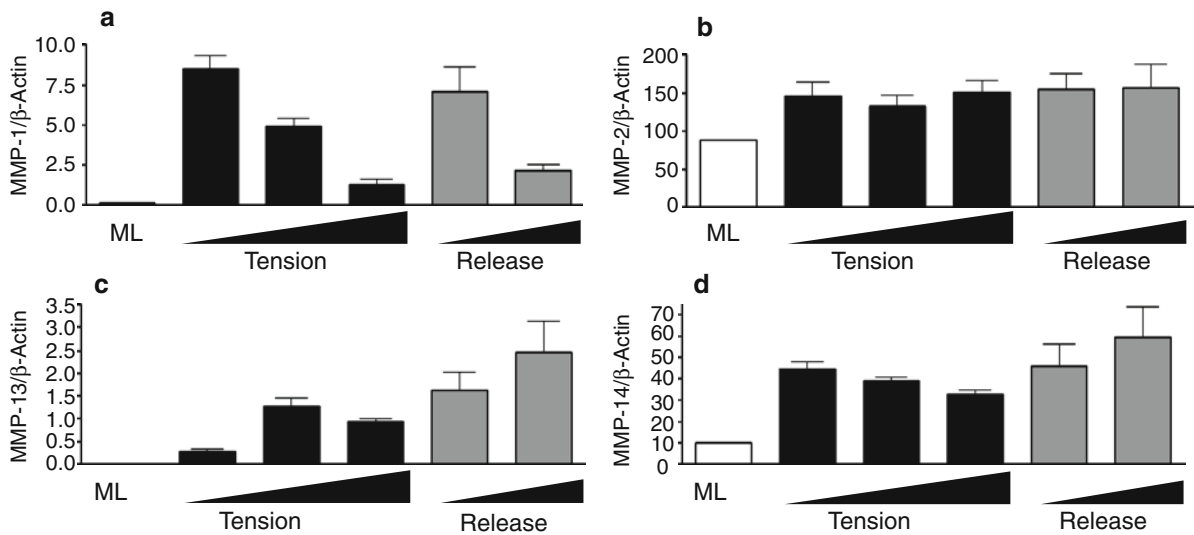 a
MMP-1/β-Actin
10.0
7.5
5.0
2.5
0.0
ML
Tension
Release
b
MMP-2/β-Actin
200
150
100
50
0
ML
Tension
Release
c
MMP-13/β-Actin
3.5
3.0
2.5
2.0
1.5
1.0
0.5
0.0
ML
Tension
Release
d
MMP-14/β-Actin
70
60
50
40
30
10
0
ML
Tension
Release